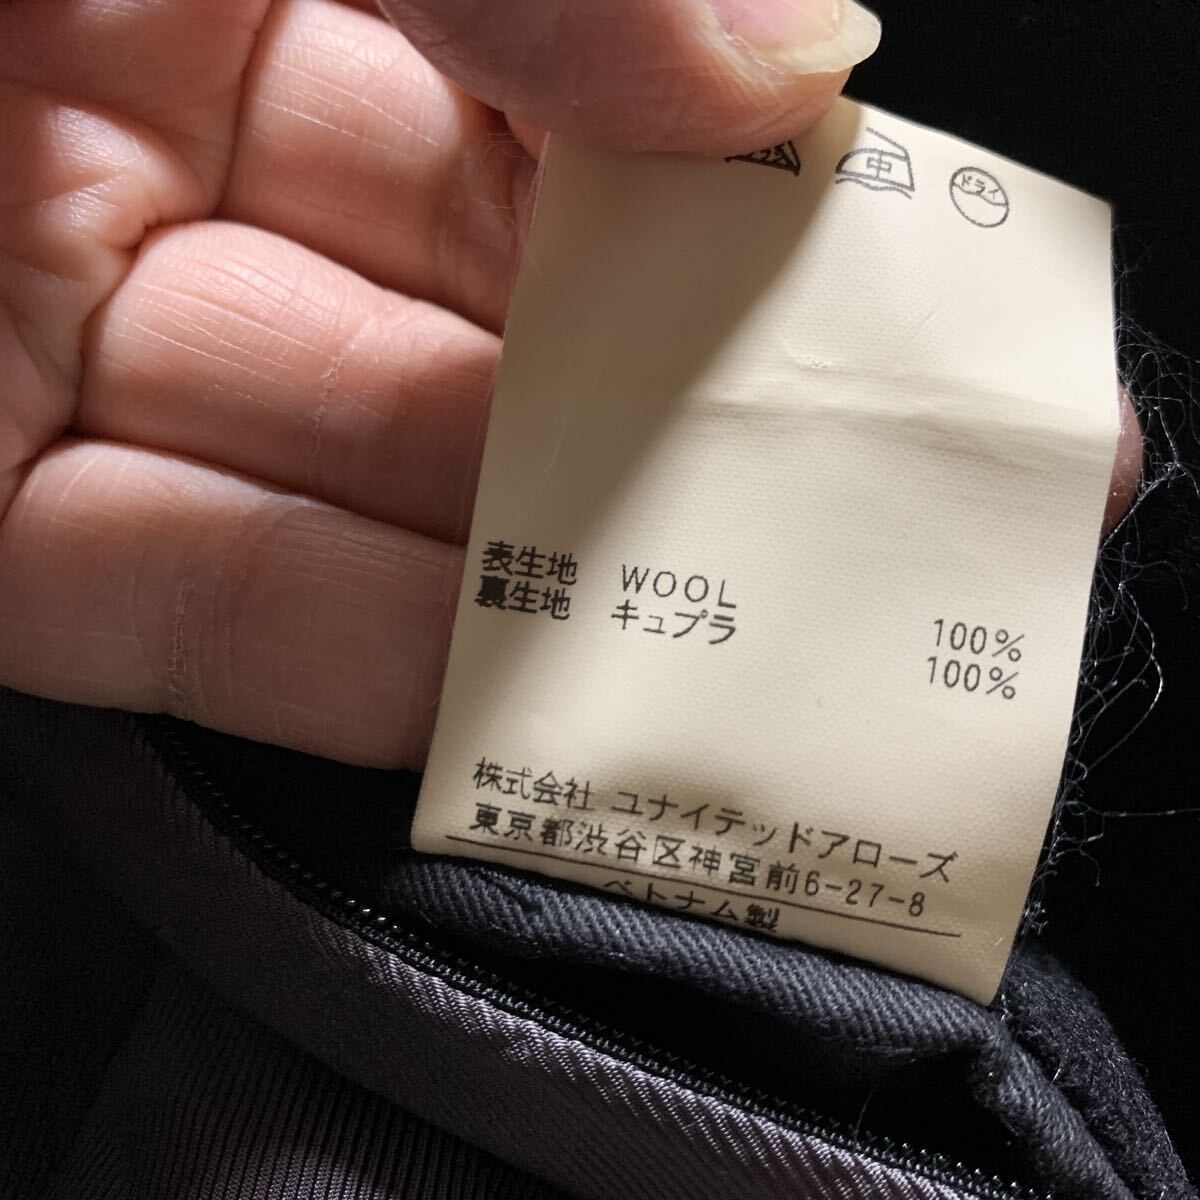 中 ドライ
表生地 WOOL 100%
裏生地 キュプラ 100%
株式会社 ユナイテッドアローズ
東京都渋谷区神宮前6-27-8
ベトナム製